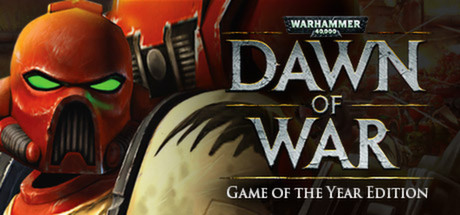 WARHAMMER
40,000
DAWN
OF
WAR
GAME OF THE YEAR EDITION